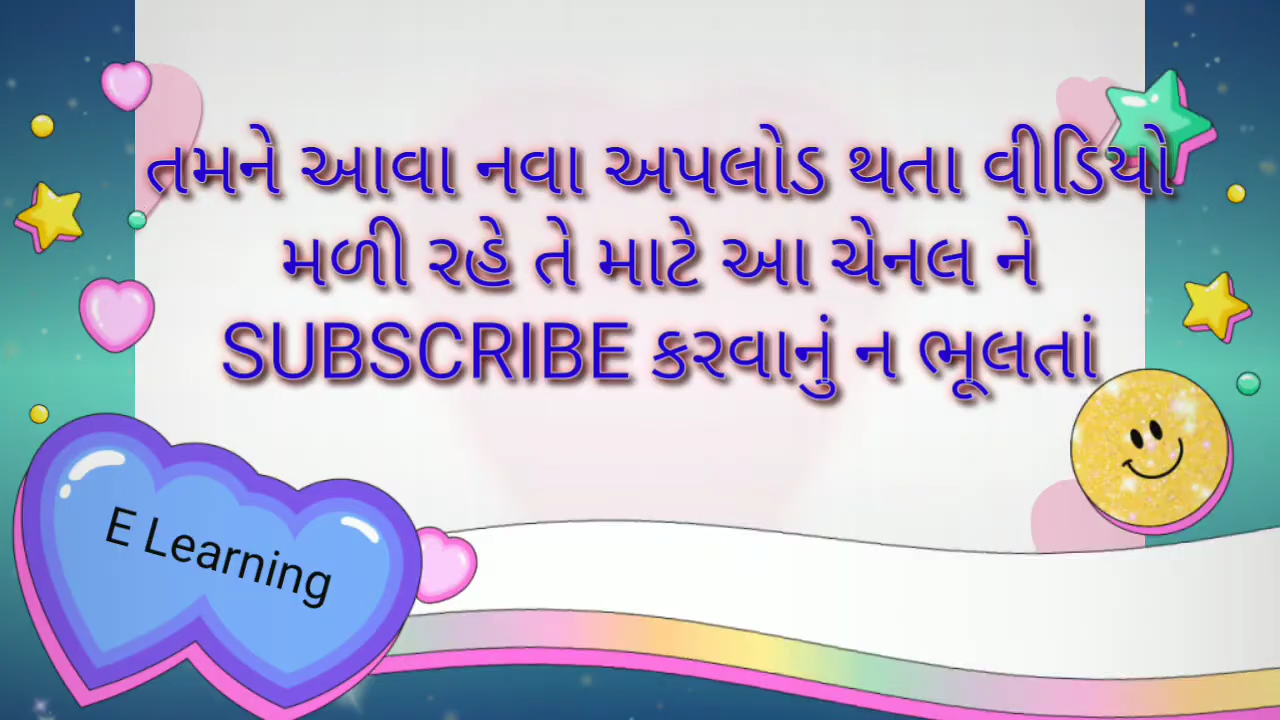 તમને આવા નવા અપલોડ થતા વીડિયો
મળી રહે તે માટે આ ચેનલ ને
SUBSCRIBE કરવાનું ન ભૂલતાં
E Learning